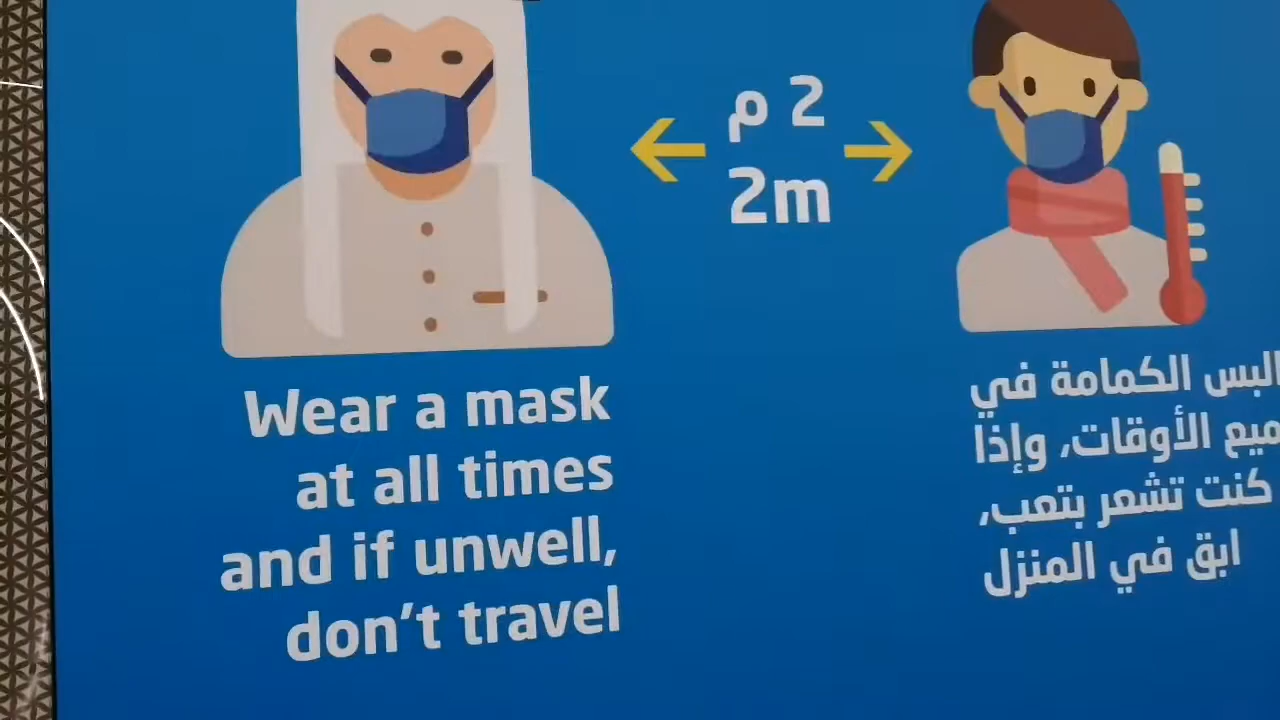 2 م
2m
Wear a mask
at all times
and if unwell,
don't travel
الكمامة في
الأوقات، وإذا
كنت تشعر بتعب،
ابق في المنزل